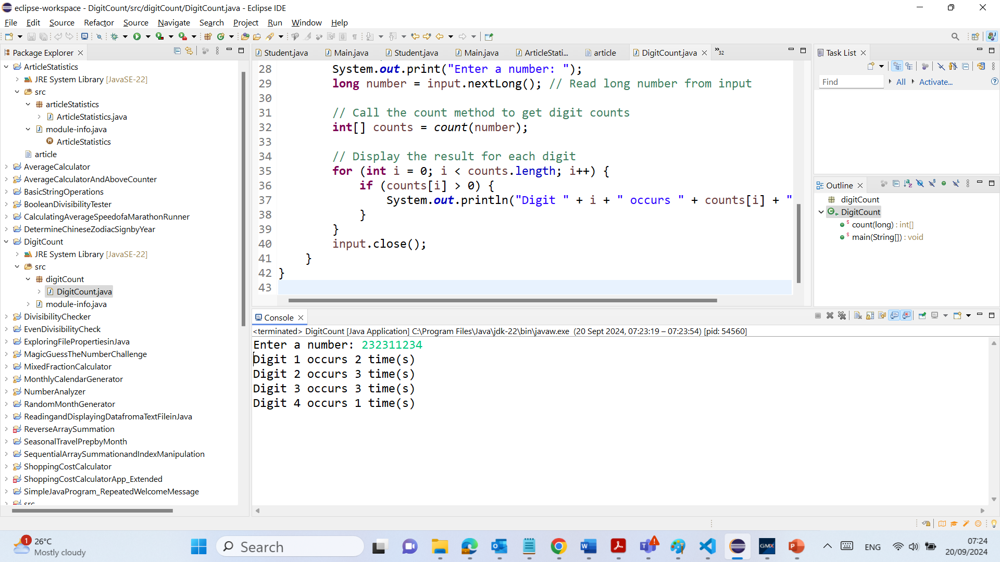 eclipse-workspace - DigitCount/src/digitCount/DigitCount.java - Eclipse IDE
File Edit Source Refactor Source Navigate Search Project Run Window Help
Package Explorer
ArticleStatistics
JRE System Library [JavaSE-22]
src
articleStatistics
ArticleStatistics.java
module-info.java
ArticleStatistics
article
AverageCalculator
AverageCalculatorAndAboveCounter
BasicStringOperations
BooleanDivisibilityTester
CalculatingAverageSpeedofaMarathonRunner
DetermineChineseZodiacSignbyYear
DigitCount
JRE System Library [JavaSE-22]
src
digitCount
DigitCount.java
module-info.java
DivisibilityChecker
EvenDivisibilityCheck
ExploringFilePropertiesinJava
MagicGuessTheNumberChallenge
MixedFractionCalculator
MonthlyCalendarGenerator
NumberAnalyzer
RandomMonthGenerator
ReadingandDisplayingDatafromaTextFileinJava
ReverseArraySummation
SeasonalTravelPrepbyMonth
SequentialArraySummationandIndexManipulation
ShoppingCostCalculator
ShoppingCostCalculatorApp_Extended
SimpleJavaProgram_RepeatedWelcomeMessage
src
Student.java Main.java Student.java Main.java ArticleStati... article DigitCount.java »32
28 System.out.print("Enter a number: ");
29 long number = input.nextLong(); // Read long number from input
30
31 // Call the count method to get digit counts
32 int[] counts = count(number);
33
34 // Display the result for each digit
35 for (int i = 0; i < counts.length; i++) {
36 if (counts[i] > 0) {
37 System.out.println("Digit " + i + " occurs " + counts[i] + "
38 }
39 }
40 input.close();
41 }
42 }
43
Task List
Find All Activate...
Outline
digitCount
DigitCount
count(long) : int[]
main(String[]) : void
Console
<terminated> DigitCount [Java Application] C:\Program Files\Java\jdk-22\bin\javaw.exe (20 Sept 2024, 07:23:19 – 07:23:54) [pid: 54560]
Enter a number: 232311234
Digit 1 occurs 2 time(s)
Digit 2 occurs 3 time(s)
Digit 3 occurs 3 time(s)
Digit 4 occurs 1 time(s)
1
26°C
Mostly cloudy
Search
GMX
ENG
07:24
20/09/2024